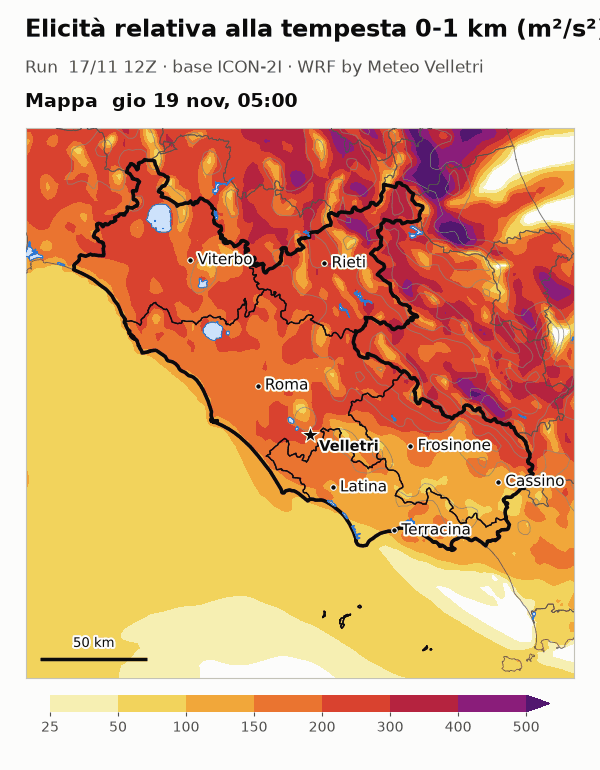 Elicità relativa alla tempesta 0-1 km (m²/s²)
Run 17/11 12Z · base ICON-2I · WRF by Meteo Velletri
Mappa gio 19 nov, 05:00
Viterbo
Rieti
Roma
Velletri
Frosinone
Cassino
Latina
Terracina
50 km
25 50 100 150 200 300 400 500